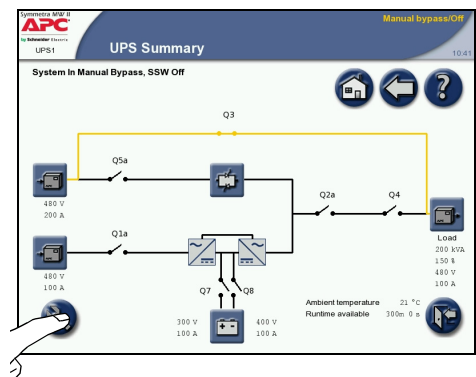 Symmetra MW II
APC
by Schneider Electric
Manual bypass/Off
UPS1
UPS Summary
10:41
System In Manual Bypass, SSW Off
Q3
Q5a
480 V
200 A
Q2a
Q4
Q1a
Load
200 kVA
150 %
480 V
100 A
480 V
100 A
Q7
Q8
300 V
100 A
400 V
100 A
Ambient temperature 21 °C
Runtime available 300m 0 s